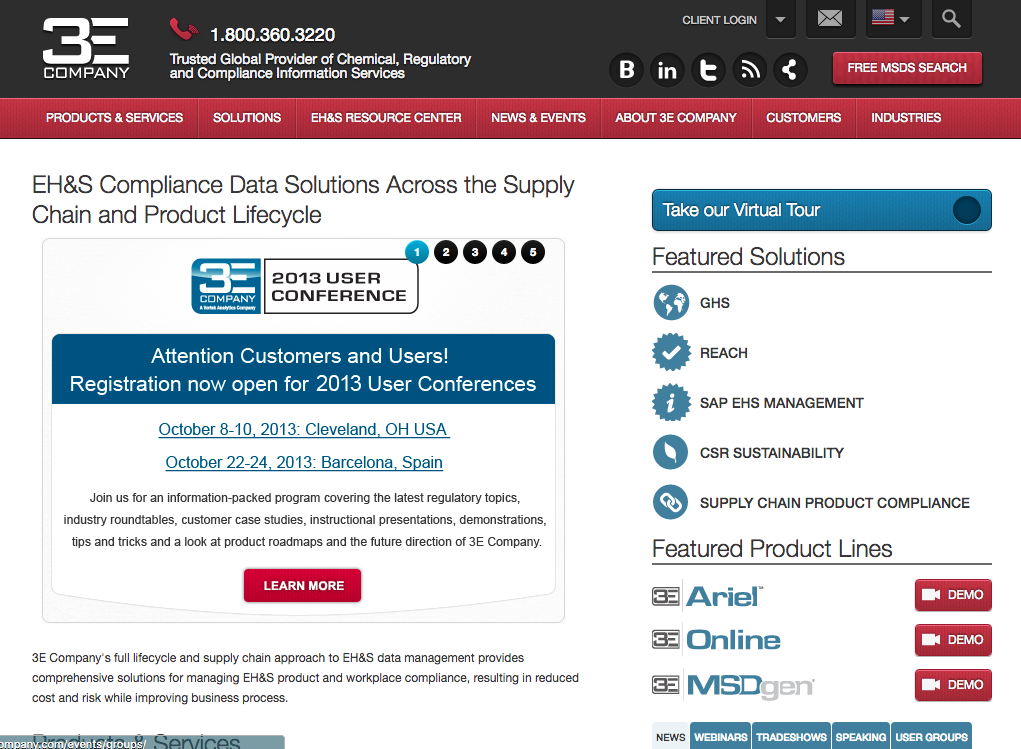 3E
COMPANY
1.800.360.3220
Trusted Global Provider of Chemical, Regulatory
and Compliance Information Services
CLIENT LOGIN
B in t
FREE MSDS SEARCH
PRODUCTS & SERVICES SOLUTIONS EH&S RESOURCE CENTER NEWS & EVENTS ABOUT 3E COMPANY CUSTOMERS INDUSTRIES
EH&S Compliance Data Solutions Across the Supply
Chain and Product Lifecycle
1 2 3 4 5
3E
COMPANY
A Verisk Analytics Company
2013 USER
CONFERENCE
Attention Customers and Users!
Registration now open for 2013 User Conferences
October 8-10, 2013: Cleveland, OH USA
October 22-24, 2013: Barcelona, Spain
Join us for an information-packed program covering the latest regulatory topics,
industry roundtables, customer case studies, instructional presentations, demonstrations,
tips and tricks and a look at product roadmaps and the future direction of 3E Company.
LEARN MORE
3E Company's full lifecycle and supply chain approach to EH&S data management provides
comprehensive solutions for managing EH&S product and workplace compliance, resulting in reduced
cost and risk while improving business process.
Products & Services
ompany.com/events/groups/
Take our Virtual Tour
Featured Solutions
GHS
REACH
SAP EHS MANAGEMENT
CSR SUSTAINABILITY
SUPPLY CHAIN PRODUCT COMPLIANCE
Featured Product Lines
3E Ariel™ DEMO
3E Online DEMO
3E MSDgen DEMO
NEWS WEBINARS TRADESHOWS SPEAKING USER GROUPS